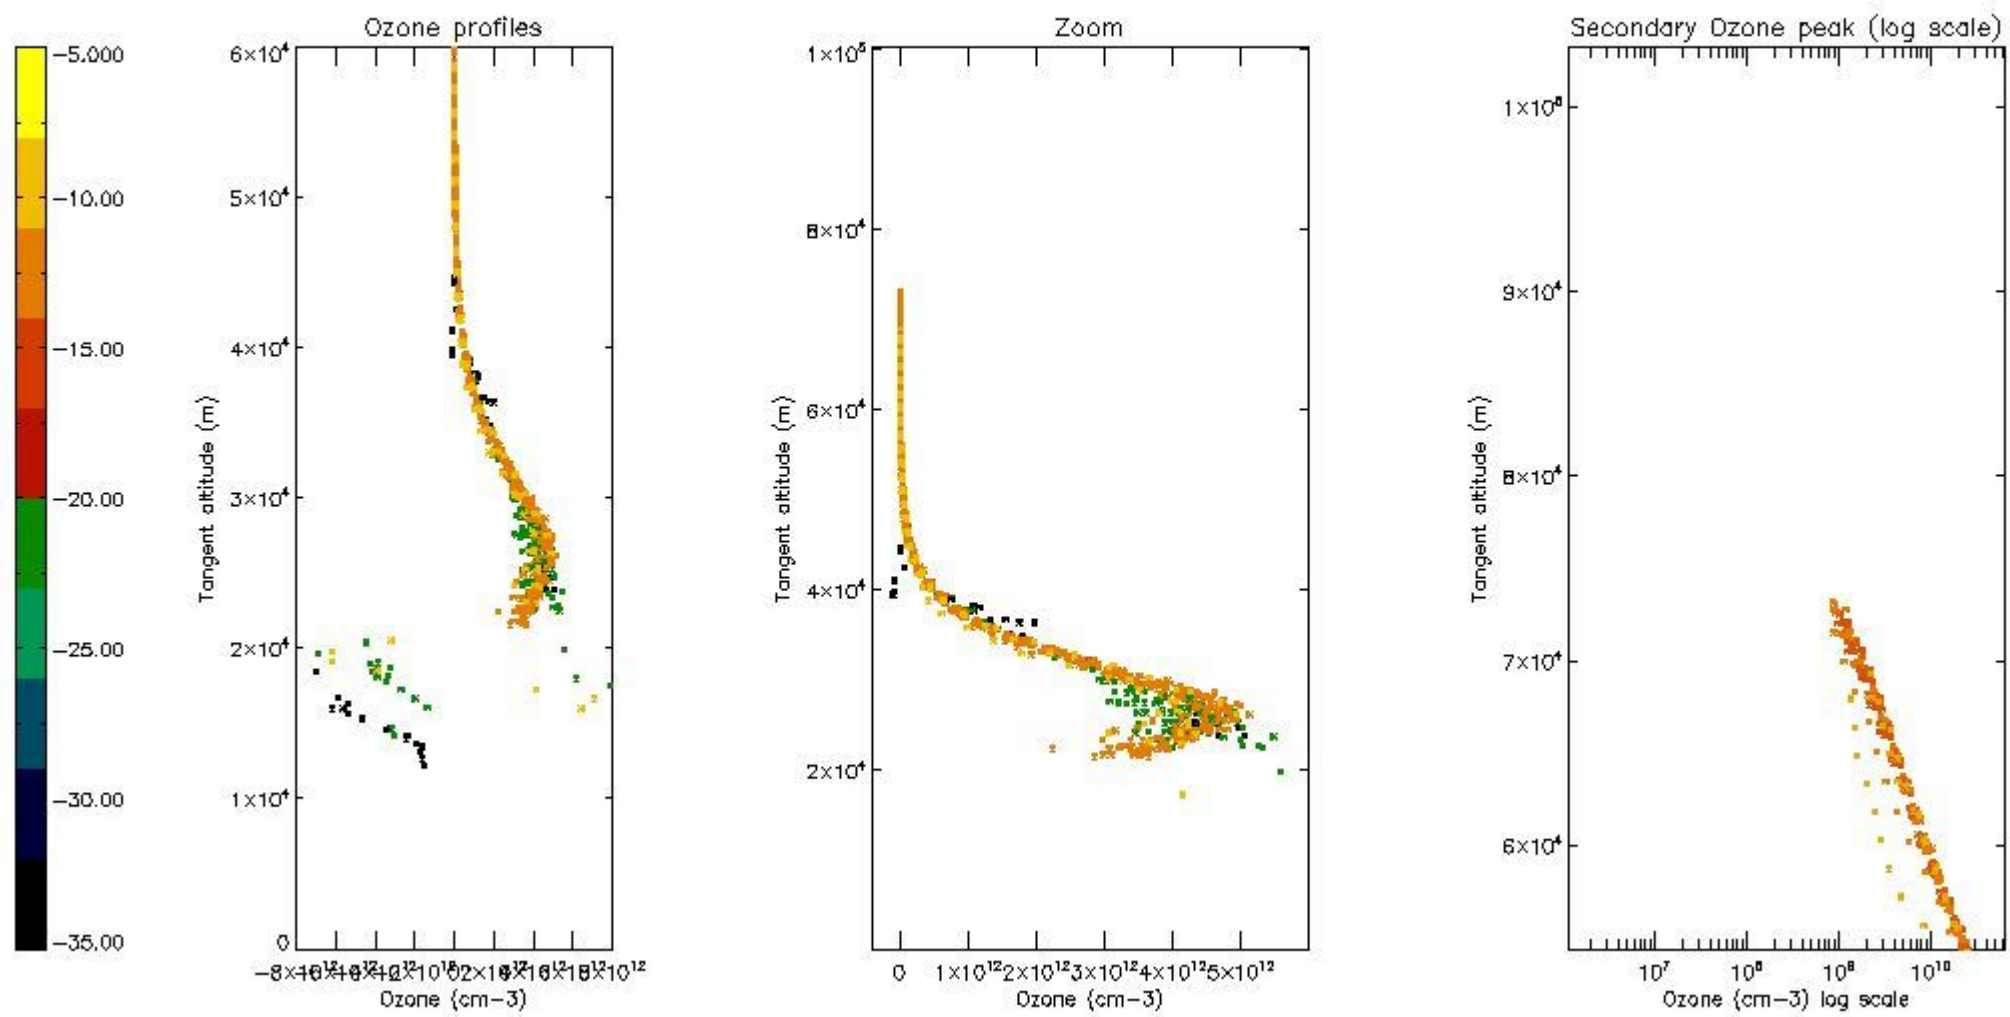 Ozone profiles
Zoom
Secondary Ozone peak (log scale)
-5.000
-10.00
-15.00
-20.00
-25.00
-30.00
-35.00
6×10⁴
5×10⁴
4×10⁴
3×10⁴
2×10⁴
1×10⁴
0
Tangent altitude (m)
Ozone (cm-3)
1×10⁵
8×10⁴
6×10⁴
4×10⁴
2×10⁴
Tangent altitude (m)
0 1×10¹² 2×10¹² 3×10¹² 4×10¹² 5×10¹²
Ozone (cm-3)
1×10⁵
9×10⁴
8×10⁴
7×10⁴
6×10⁴
Tangent altitude (m)
10⁷ 10⁸ 10⁹ 10¹⁰
Ozone (cm-3) log scale